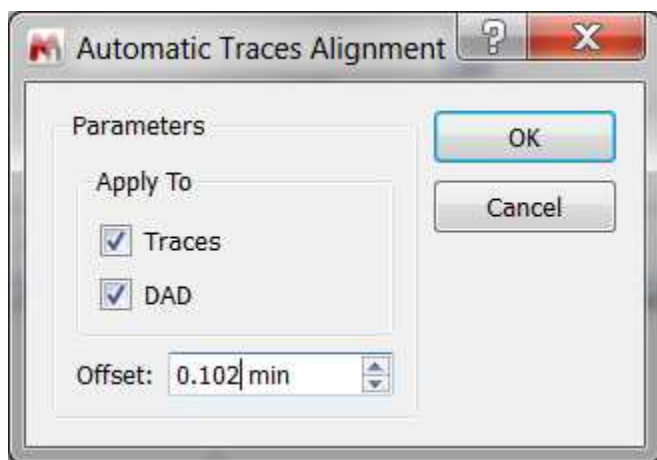 Automatic Traces Alignment
Parameters
OK
Apply To
Cancel
Traces
DAD
Offset: 0.102 min